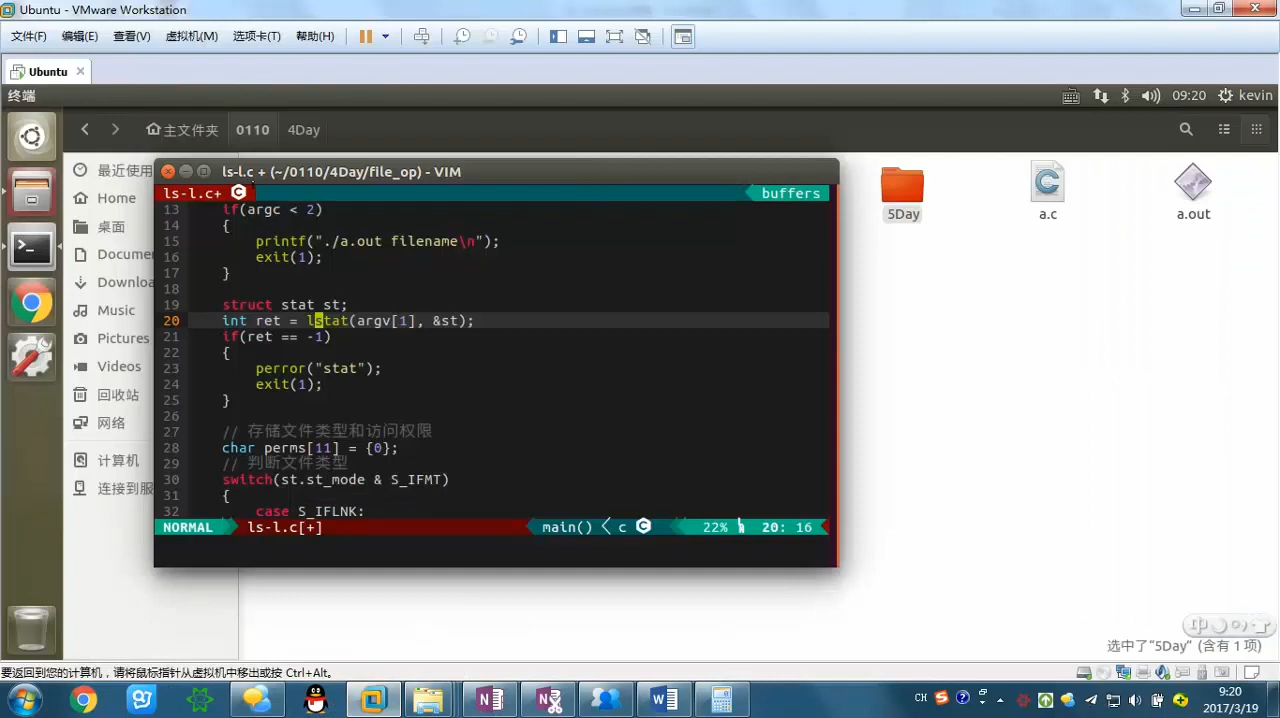 Ubuntu - VMware Workstation
文件(F) 编辑(E) 查看(V) 虚拟机(M) 选项卡(T) 帮助(H)
Ubuntu
终端 09:20 kevin
主文件夹 0110 4Day
最近使用
Home
桌面
Documen
Downloa
Music
Pictures
Videos
回收站
网络
计算机
连接到服
ls-l.c + (~/0110/4Day/file_op) - VIM
ls-l.c+ buffers
13 if(argc < 2)
14 {
15 printf("./a.out filename\n");
16 exit(1);
17 }
18
19 struct stat st;
20 int ret = lstat(argv[1], &st);
21 if(ret == -1)
22 {
23 perror("stat");
24 exit(1);
25 }
26
27 // 存储文件类型和访问权限
28 char perms[11] = {0};
29 // 判断文件类型
30 switch(st.st_mode & S_IFMT)
31 {
32 case S_IFLNK:
NORMAL ls-l.c[+] main() c 22% 20: 16
5Day a.c a.out
中
选中了"5Day" (含有 1 项)
要返回到您的计算机，请将鼠标指针从虚拟机中移出或按 Ctrl+Alt。
CH 9:20
2017/3/19